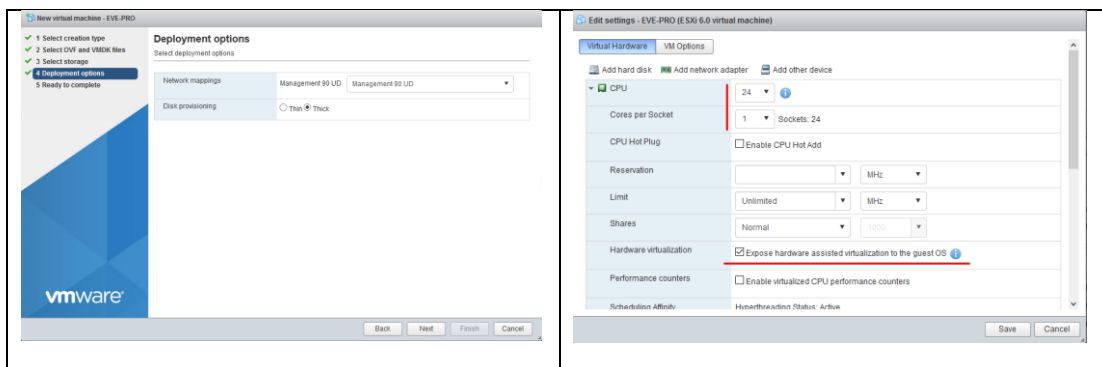 New virtual machine - EVE-PRO
1 Select creation type
2 Select OVF and VMDK files
3 Select storage
4 Deployment options
5 Ready to complete
Deployment options
Select deployment options
Network mappings
Management 90 UD Management 90 UD
Disk provisioning
Thin Thick
vmware
Back Next Finish Cancel
Edit settings - EVE-PRO (ESXi 6.0 virtual machine)
Virtual Hardware VM Options
Add hard disk Add network adapter Add other device
CPU 24
Cores per Socket 1 Sockets: 24
CPU Hot Plug Enable CPU Hot Add
Reservation MHz
Limit Unlimited MHz
Shares Normal 1000
Hardware virtualization Expose hardware assisted virtualization to the guest OS
Performance counters Enable virtualized CPU performance counters
Scheduling Affinity Hyperthreading Status: Active
Save Cancel